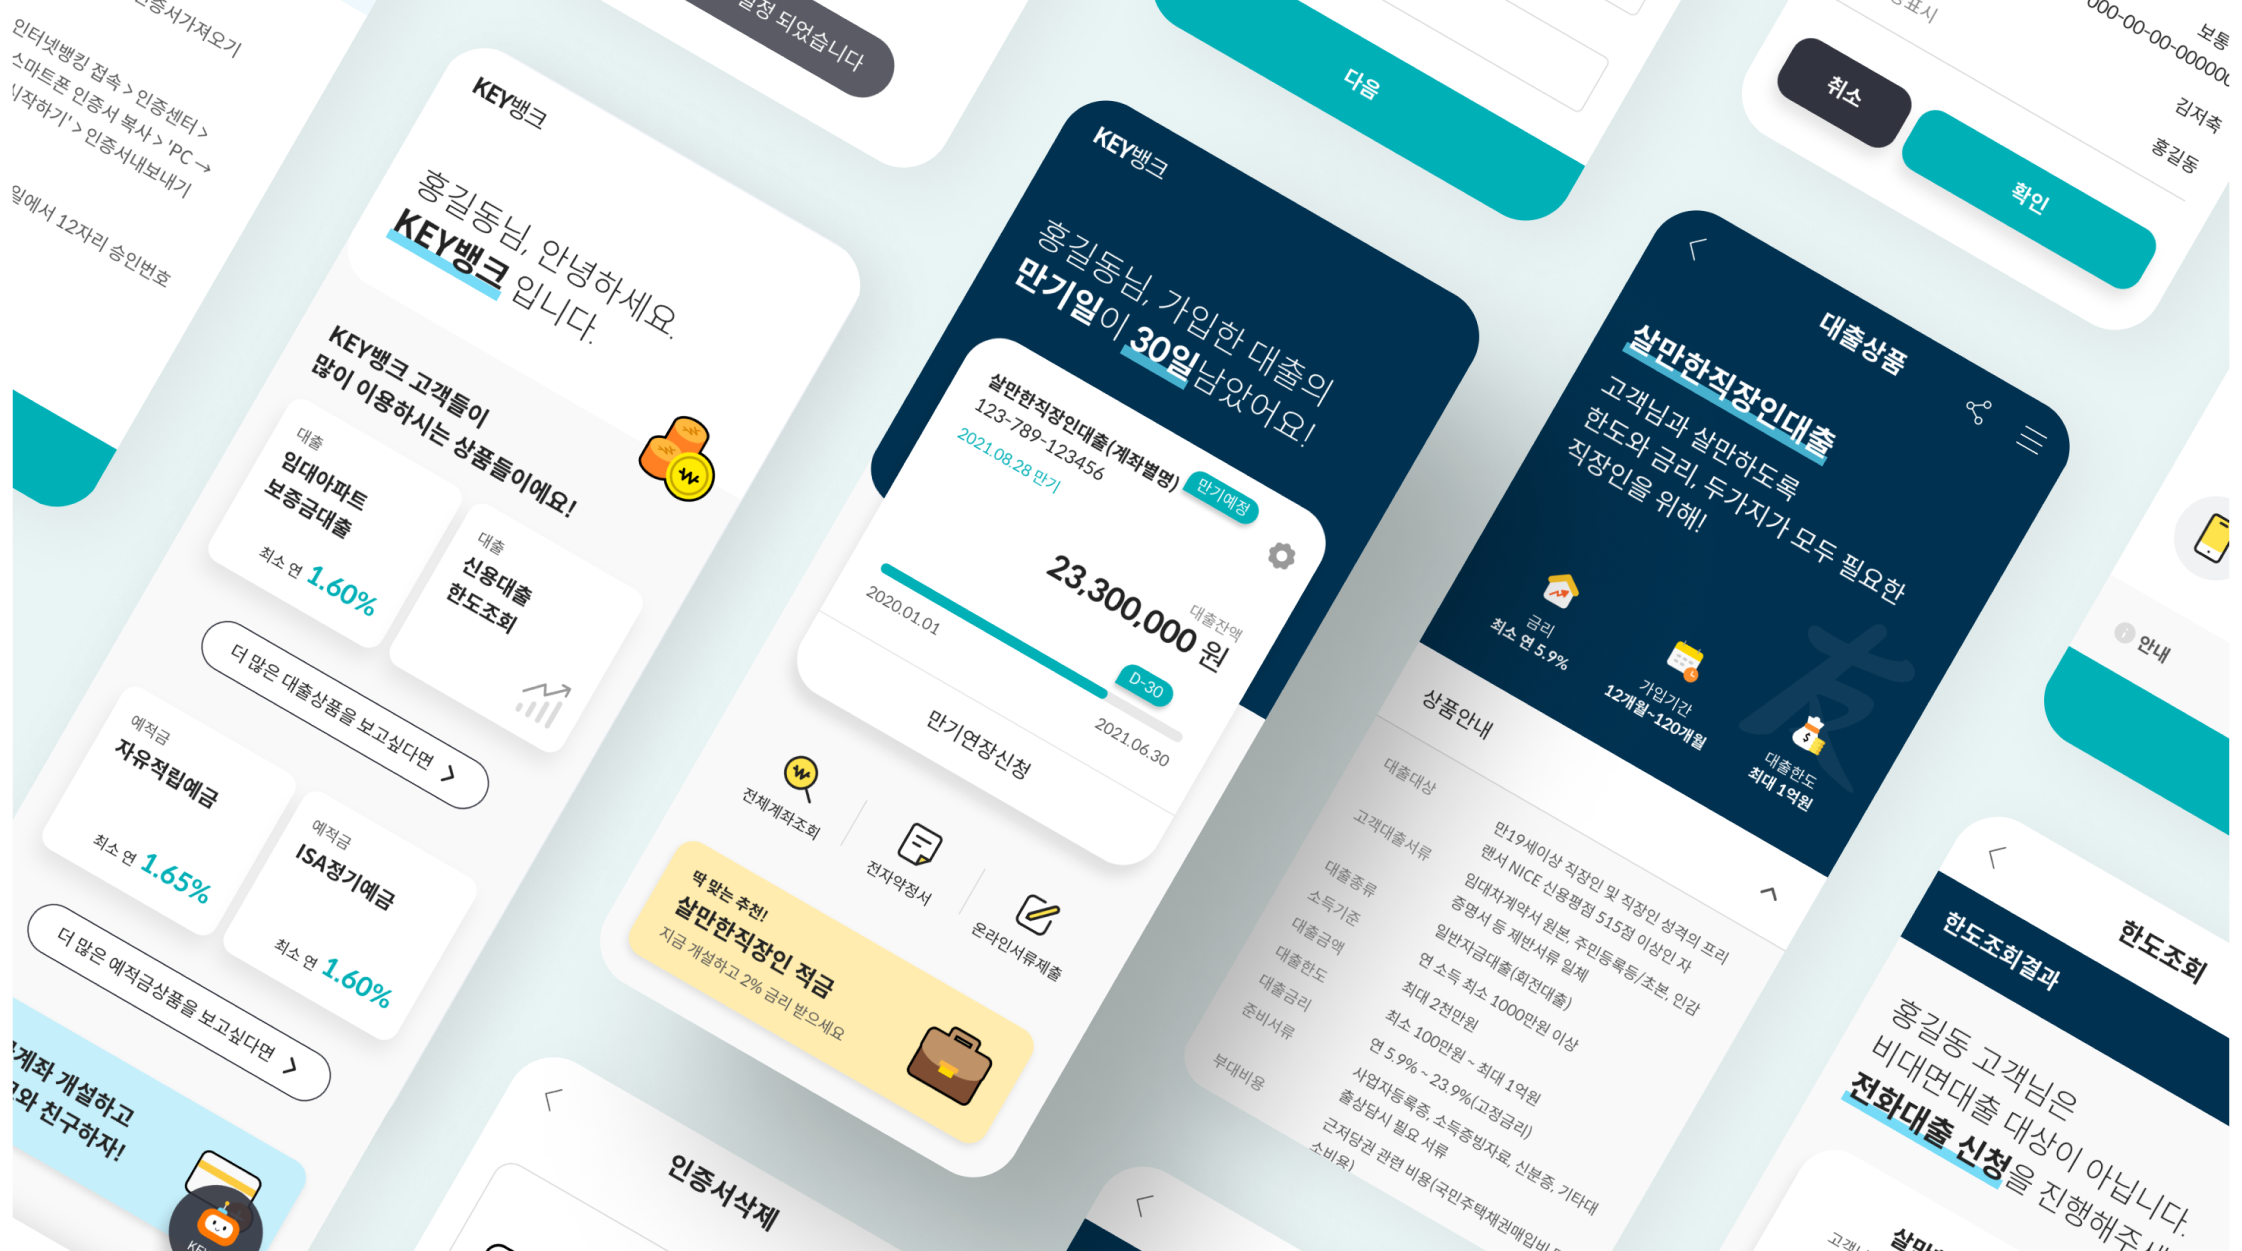 인증서가져오기
인터넷뱅킹 접속 > 인증센터 >
스마트폰 인증서 복사 > 'PC →
시작하기' > 인증서내보내기
12자리 승인번호
KEY뱅크
홍길동님, 안녕하세요.
KEY뱅크 입니다.
KEY뱅크 고객들이
많이 이용하시는 상품들이에요!
대출
임대아파트
보증금대출
최소 연 1.60%
대출
신용대출
한도조회
더 많은 대출상품을 보고싶다면
예적금
자유적립예금
최소 연 1.65%
예적금
ISA정기예금
최소 연 1.60%
더 많은 예적금상품을 보고싶다면
계좌 개설하고
친구하자!
되었습니다
KEY뱅크
홍길동님, 가입한 대출의
만기일이 30일남았어요!
살만한직장인대출(계좌별명)
만기예정
123-789-123456
2021.08.28 만기
대출잔액
23,300,000 원
D-30
2020.01.01
2021.06.30
만기연장신청
전체계좌조회
전자약정서
온라인서류제출
딱 맞는 추천!
살만한직장인 적금
지금 개설하고 2% 금리 받으세요
인증서삭제
다음
대출상품
살만한직장인대출
고객님과 살만하도록
한도와 금리, 두가지가 모두 필요한
직장인을 위해!
금리
최소 연 5.9%
가입기간
12개월~120개월
대출한도
최대 1억원
상품안내
대출대상
만19세이상 직장인 및 직장인 성격의 프리
랜서 NICE 신용평점 515점 이상인 자
고객대출서류
임대차계약서 원본, 주민등록등/초본, 인감
증명서 등 제반서류 일체
대출종류
일반자금대출(회전대출)
소득기준
연 소득 최소 1000만원 이상
대출금액
최대 2천만원
대출한도
최소 100만원 ~ 최대 1억원
대출금리
연 5.9% ~ 23.9%(고정금리)
준비서류
사업자등록증, 소득증빙자료, 신분증, 기타대
출상담시 필요 서류
부대비용
근저당권 관련 비용(국민주택채권매입비
소비용)
보통
000-00-00-000000
김저축
홍길동
취소
확인
안내
한도조회
한도조회결과
홍길동 고객님은
비대면대출 대상이 아닙니다.
전화대출 신청을 진행해주